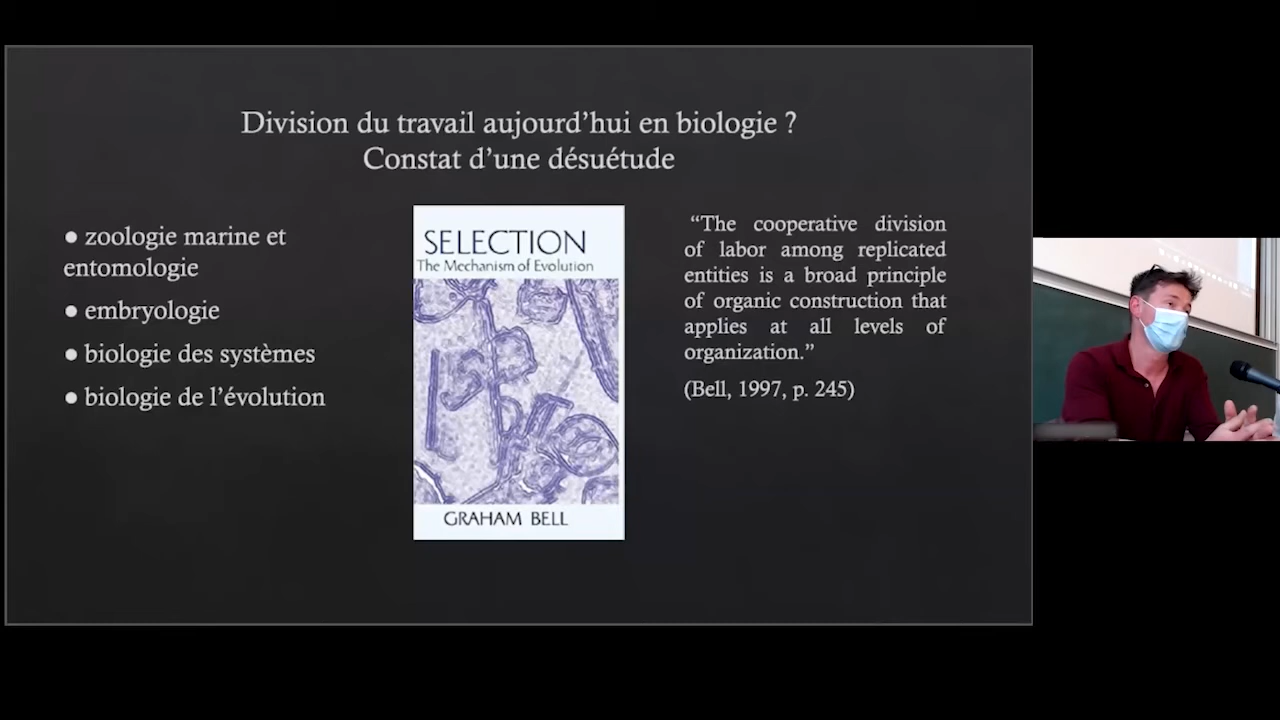 Division du travail aujourd’hui en biologie ?
Constat d’une désuétude
● zoologie marine et
entomologie
● embryologie
● biologie des systèmes
● biologie de l’évolution
SELECTION
The Mechanism of Evolution
GRAHAM BELL
“The cooperative division
of labor among replicated
entities is a broad principle
of organic construction that
applies at all levels of
organization.”
(Bell, 1997, p. 245)